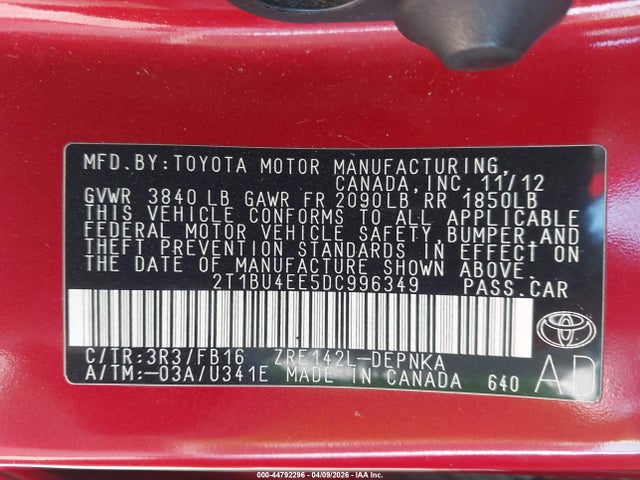 MFD.BY:TOYOTA MOTOR MANUFACTURING,
CANADA,INC. 11/12
GVWR 3840 LB GAWR FR 2090LB RR 1850LB
THIS VEHICLE CONFORMS TO ALL APPLICABLE
FEDERAL MOTOR VEHICLE SAFETY,BUMPER,AND
THEFT PREVENTION STANDARDS IN EFFECT ON
THE DATE OF MANUFACTURE SHOWN ABOVE.
2T1BU4EE5DC996349 PASS.CAR
C/TR:3R3/FB16 ZRE142L-DEPNKA
A/TM:-03A/U341E MADE IN CANADA 640
AD
000-44792296 - 04/09/2026 - IAA Inc.